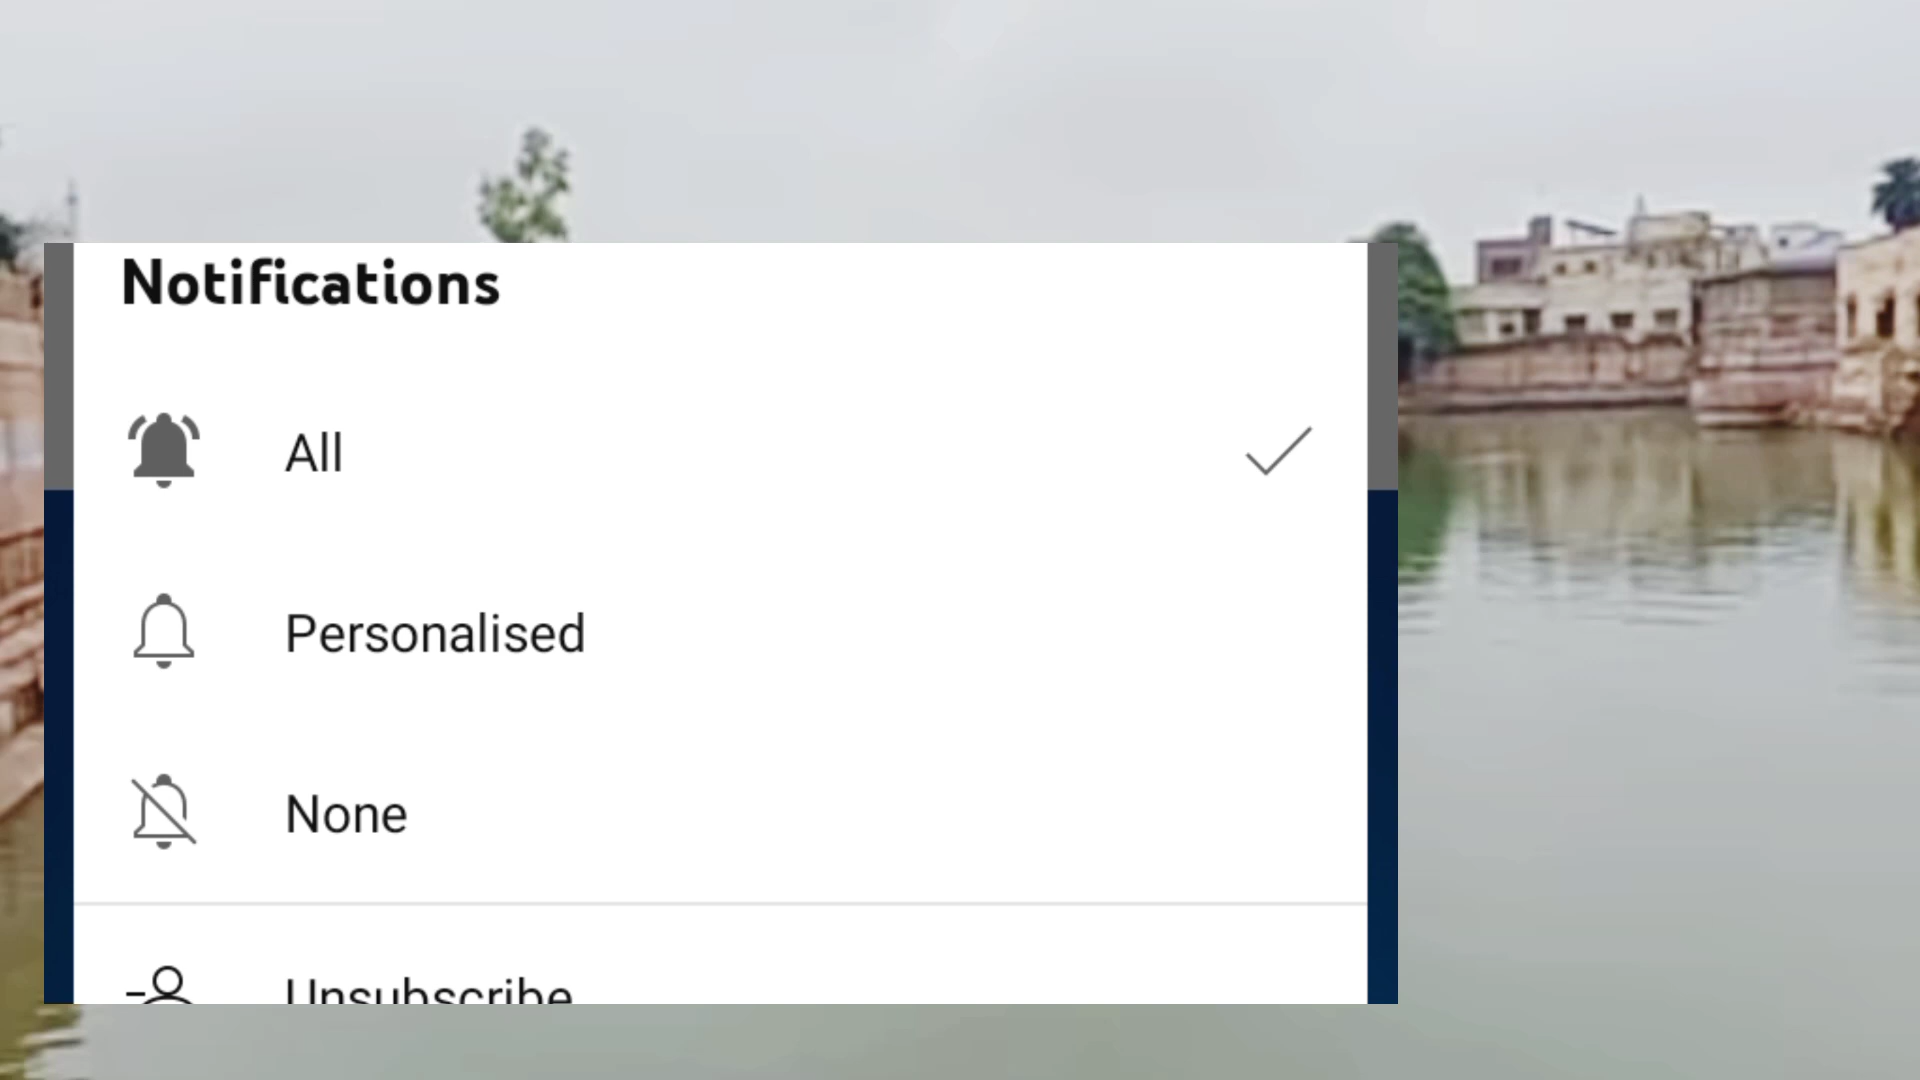 Notifications
All
Personalised
None
Unsubscribe